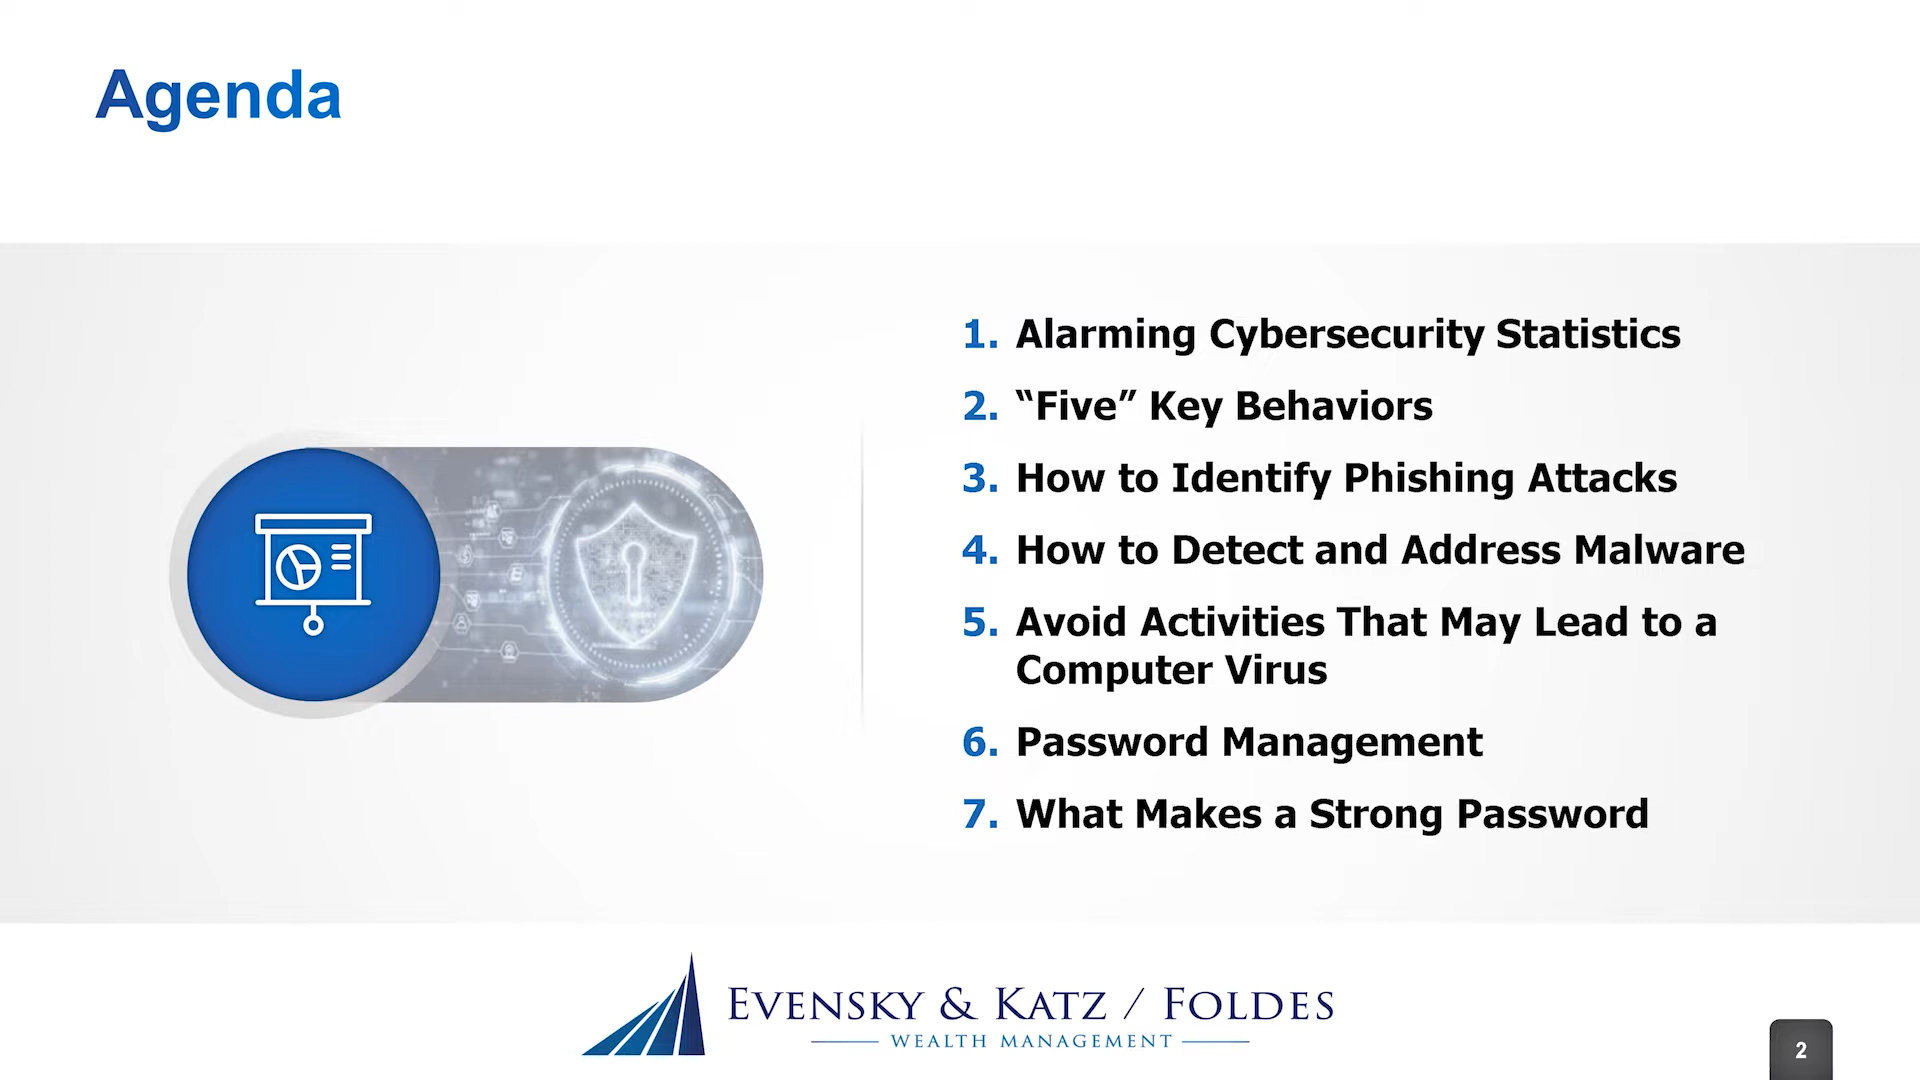 Agenda
1. Alarming Cybersecurity Statistics
2. “Five” Key Behaviors
3. How to Identify Phishing Attacks
4. How to Detect and Address Malware
5. Avoid Activities That May Lead to a
Computer Virus
6. Password Management
7. What Makes a Strong Password
EVENSKY & KATZ / FOLDES
WEALTH MANAGEMENT
2